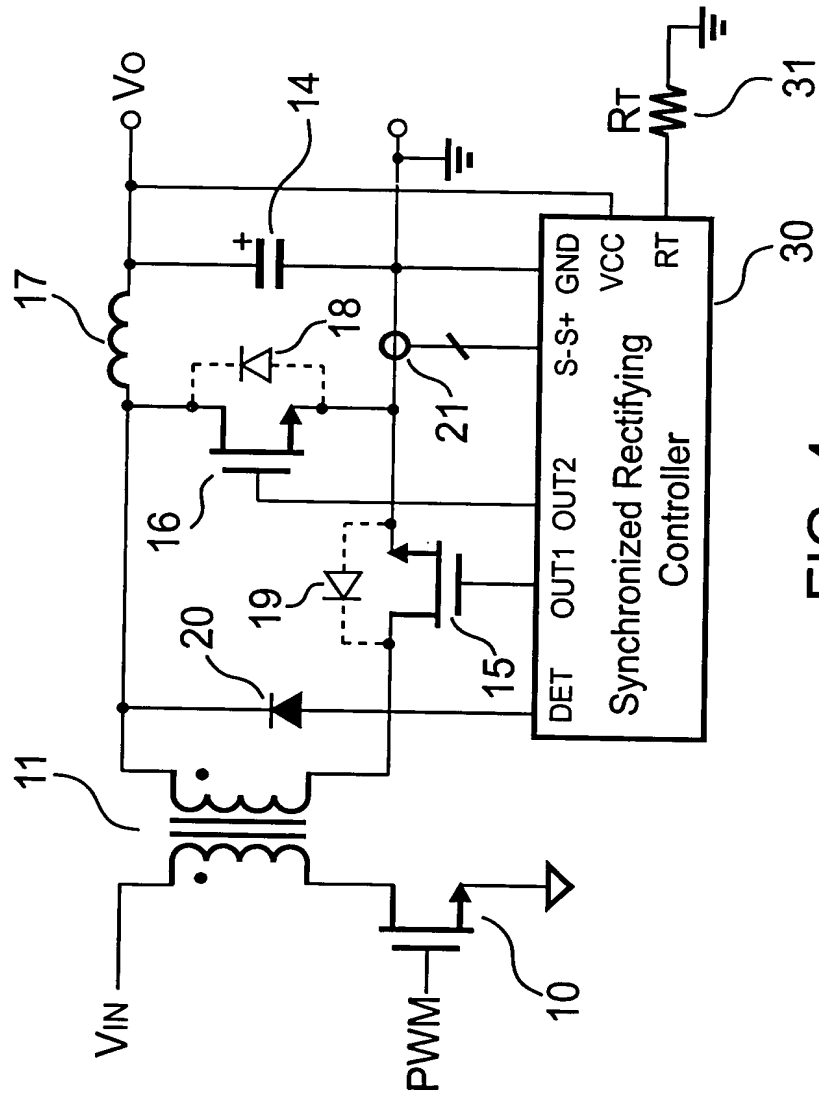 11
20
17
VO
VIN
18
+
14
16
19
21
RT
31
PWM
10
15
DET
OUT1
OUT2
S-
S+
GND
VCC
RT
Synchronized Rectifying
Controller
30
FIG